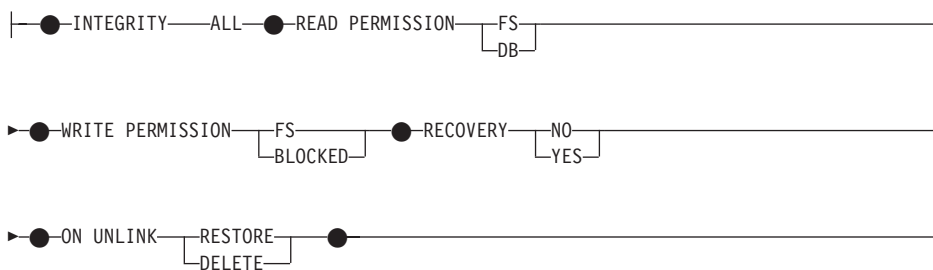 INTEGRITY ALL READ PERMISSION FS
DB
WRITE PERMISSION FS RECOVERY NO
BLOCKED YES
ON UNLINK RESTORE
DELETE